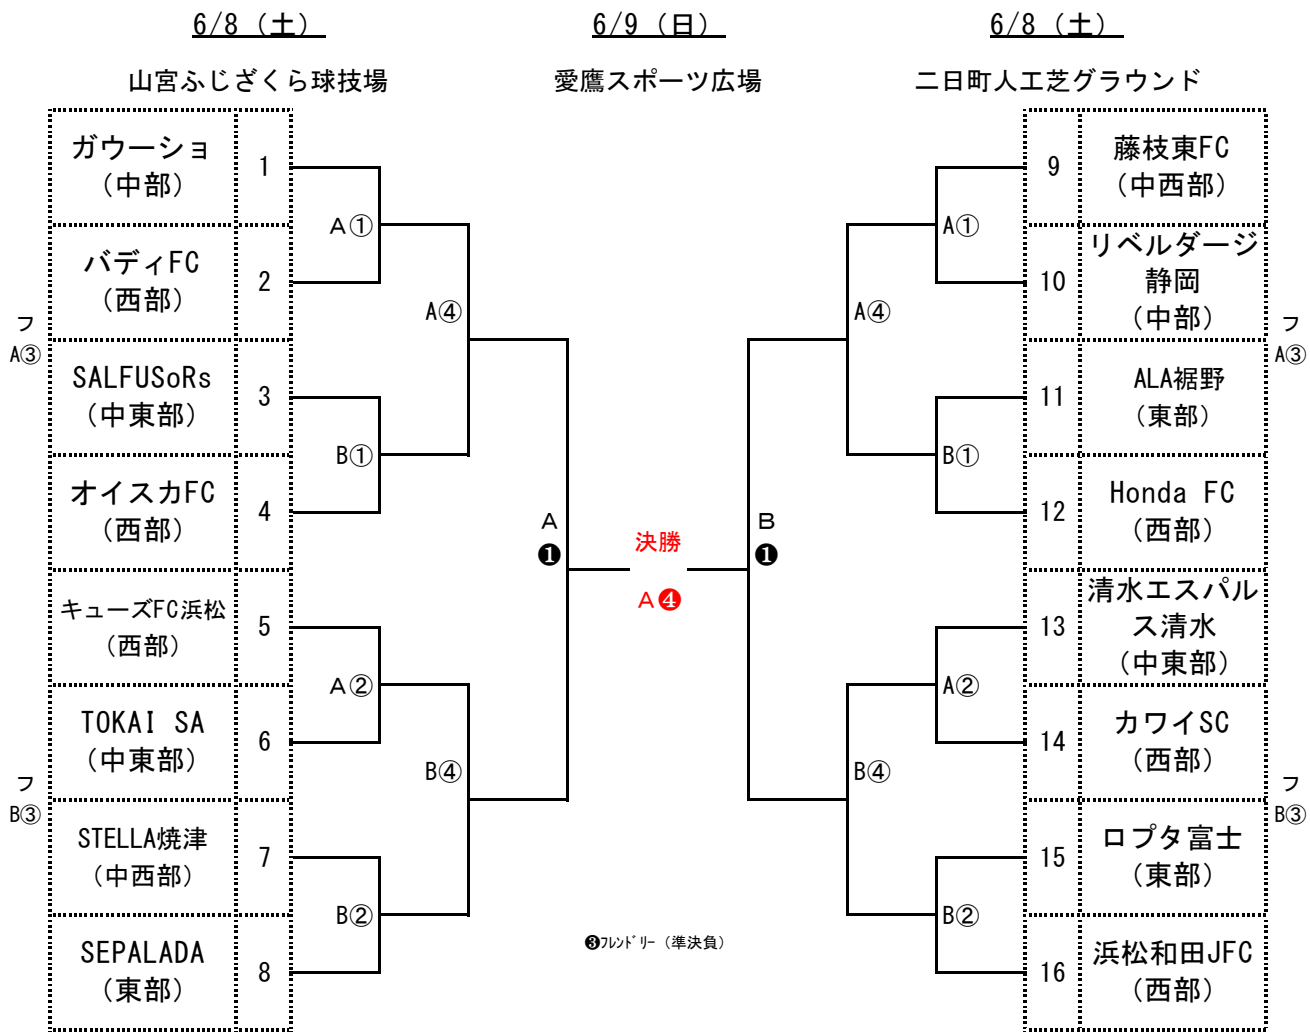 6/8（土）
6/9（日）
6/8（土）
山宮ふじざくら球技場
愛鷹スポーツ広場
二日町人工芝グラウンド
ガウーショ
（中部）
1
バディFC
（西部）
2
SALFUSoRs
（中東部）
3
オイスカFC
（西部）
4
キューズFC浜松
（西部）
5
TOKAI SA
（中東部）
6
STELLA焼津
（中西部）
7
SEPALADA
（東部）
8
フ
A③
フ
B③
A①
B①
A②
B②
A④
B④
A
❶
決勝
A❹
B
❶
❸ﾌﾚﾝﾄﾞﾘｰ（準決負）
A④
B④
A①
B①
A②
B②
9
藤枝東FC
（中西部）
10
リベルダージ
静岡
（中部）
11
ALA裾野
（東部）
12
Honda FC
（西部）
13
清水エスパル
ス清水
（中東部）
14
カワイSC
（西部）
15
ロプタ富士
（東部）
16
浜松和田JFC
（西部）
フ
A③
フ
B③